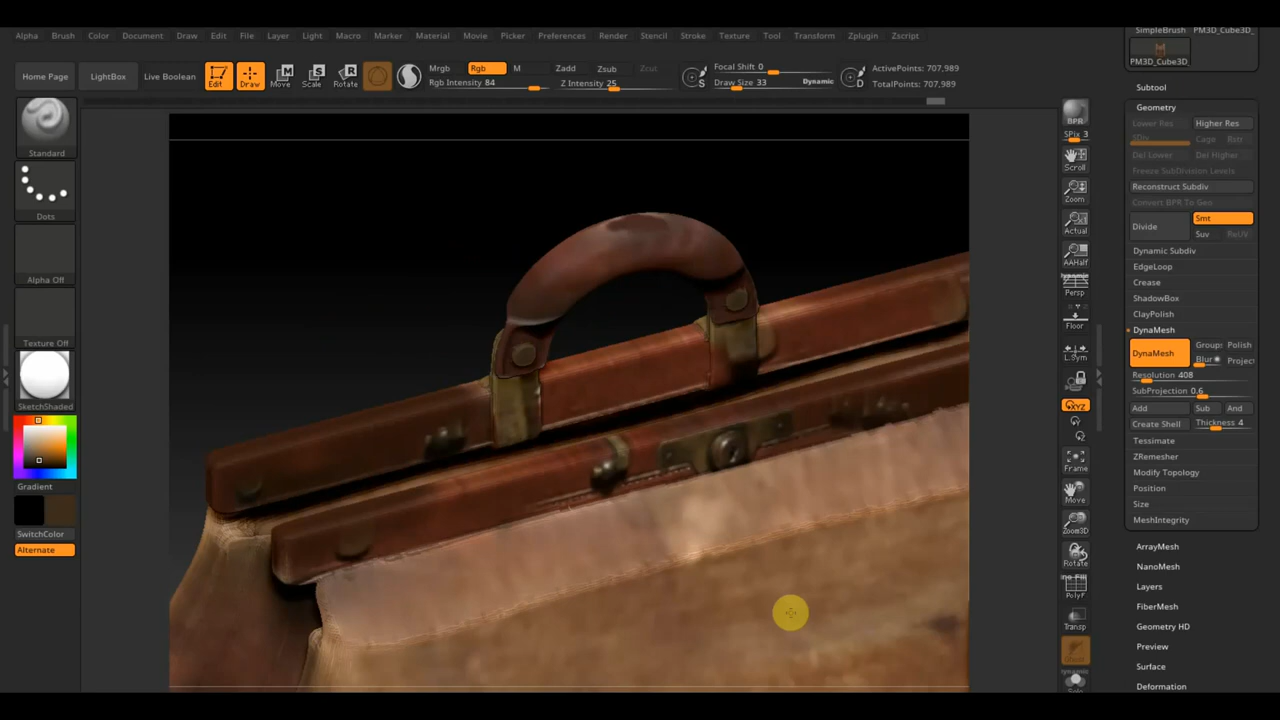 Alpha Brush Color Document Draw Edit File Layer Light Macro Marker Material Movie Picker Preferences Render Stencil Stroke Texture Tool Transform Zplugin Zscript
SimpleBrush PM3D_Cube3D_
PM3D_Cube3D
Home Page LightBox Live Boolean Edit Draw Move Scale Rotate
Mrgb Rgb M Zadd Zsub Zcut
Rgb Intensity 84 Z Intensity 25
Focal Shift 0
Draw Size 33 Dynamic
S
D
ActivePoints: 707,989
TotalPoints: 707,989
Standard
Dots
Alpha Off
Texture Off
SketchShaded
Gradient
SwitchColor
Alternate
BPR
SPix 3
Scroll
Zoom
Actual
AAHalf
Dynamic
Persp
Floor
L.Sym
XYZ
Frame
Move
Zoom3D
Rotate
PolyF
Transp
Ghost
Dynamic
Solo
Subtool
Geometry
Lower Res Higher Res
SDiv Cage Rstr
Del Lower Del Higher
Freeze SubDivision Levels
Reconstruct Subdiv
Convert BPR To Geo
Divide Smt
Suv ReUV
Dynamic Subdiv
EdgeLoop
Crease
ShadowBox
ClayPolish
DynaMesh
DynaMesh Groups Polish
Blur Project
Resolution 408
SubProjection 0.6
Add Sub And
Create Shell Thickness 4
Tessimate
ZRemesher
Modify Topology
Position
Size
MeshIntegrity
ArrayMesh
NanoMesh
Layers
FiberMesh
Geometry HD
Preview
Surface
Deformation